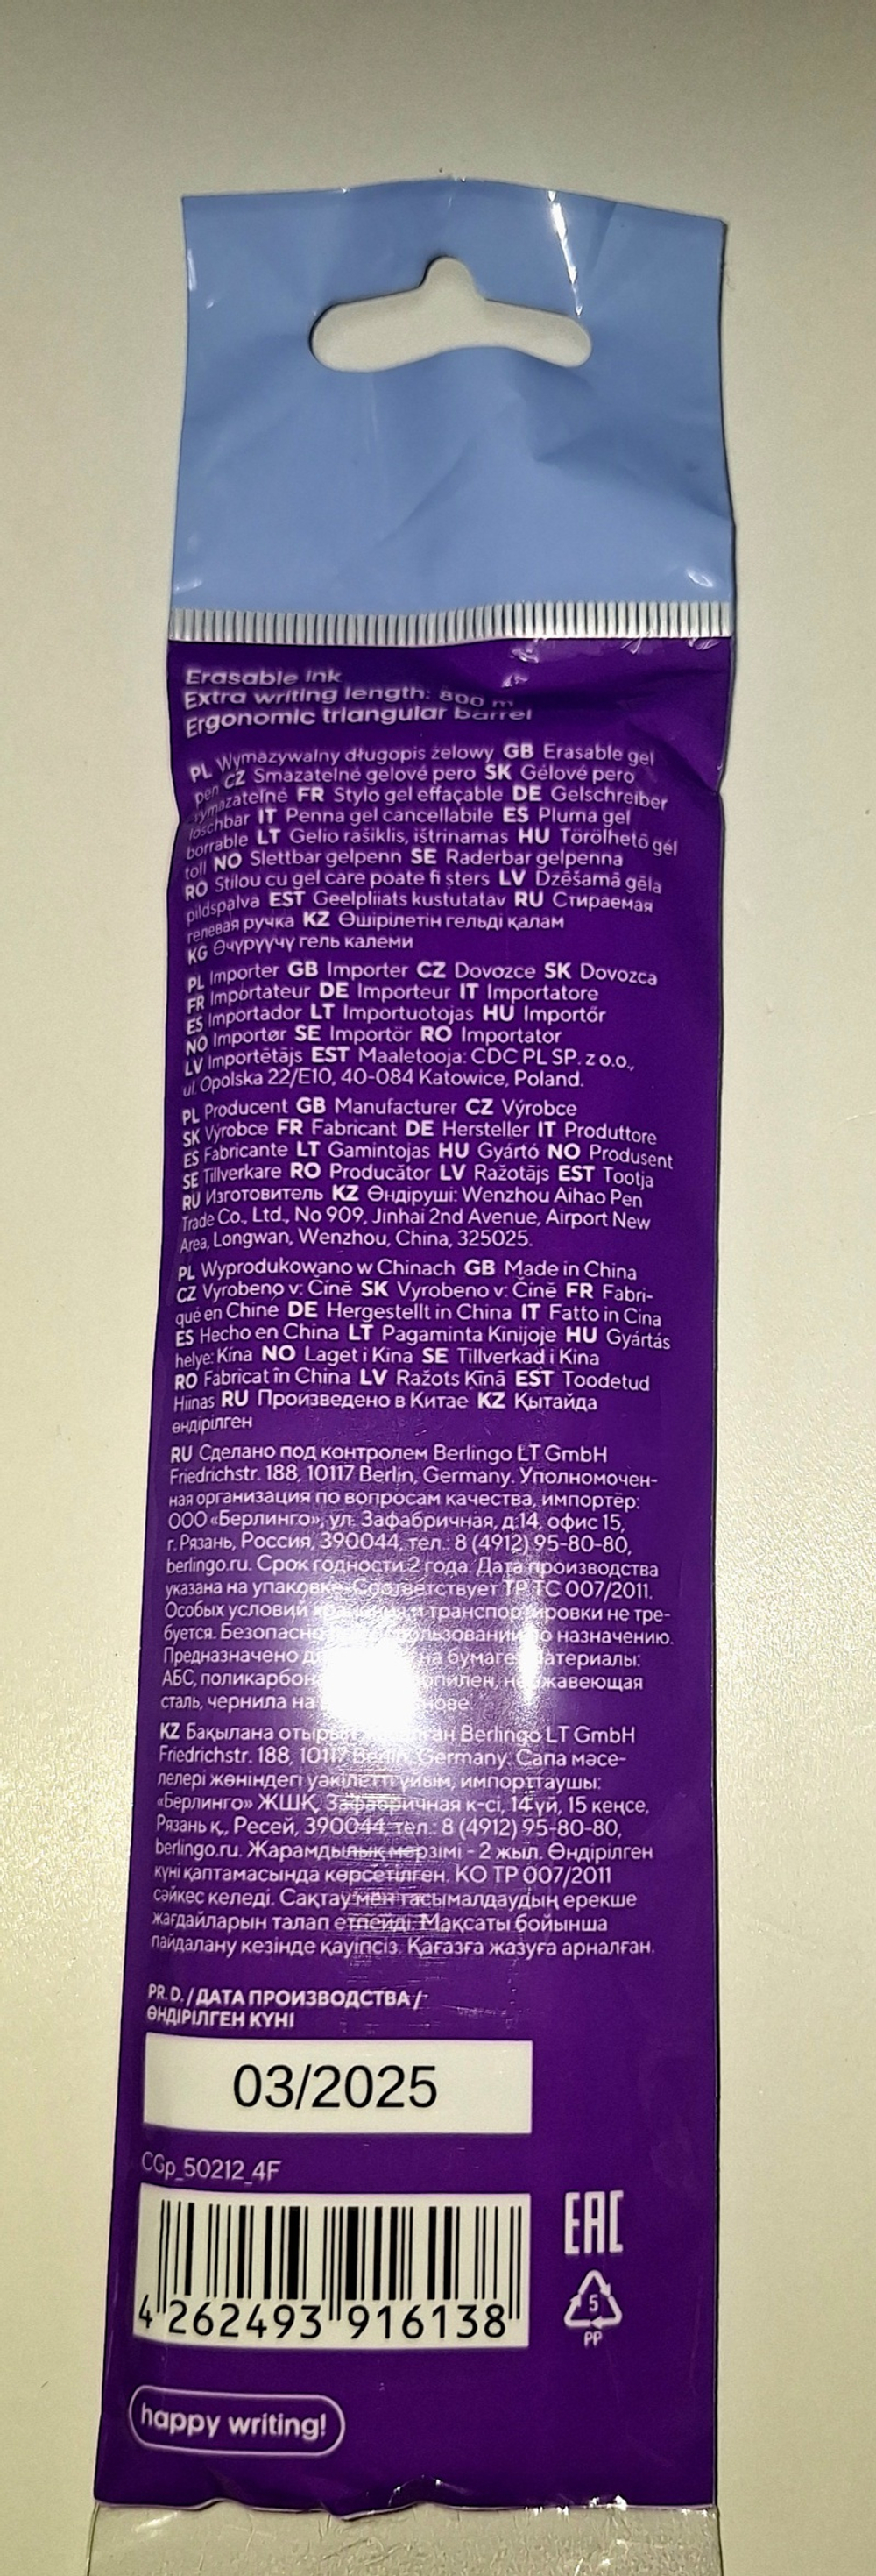 Erasable ink
Extra writing length: 800 m
Ergonomic triangular barrel
PL Wymazywalny długopis żelowy GB Erasable gel
pen CZ Smazatelné gelové pero SK Gélové pero
vymazateľné FR Stylo gel effaçable DE Gelschreiber
löschbar IT Penna gel cancellabile ES Pluma gel
borrable LT Gelio rašiklis, ištrinamas HU Törölhető gél
toll NO Slettbar gelpenn SE Raderbar gelpenna
RO Stilou cu gel care poate fi șters LV Dzēšamā gēla
pildspalva EST Geelpliiats kustutatav RU Стираемая
гелевая ручка KZ Өшірілетін гельді қалам
KG Өчүрүүчү гель калеми
PL Importer GB Importer CZ Dovozce SK Dovozca
FR Importateur DE Importeur IT Importatore
ES Importador LT Importuotojas HU Importőr
NO Importør SE Importör RO Importator
LV Importētājs EST Maaletooja: CDC PL SP. z o.o.,
ul. Opolska 22/E10, 40-084 Katowice, Poland.
PL Producent GB Manufacturer CZ Výrobce
SK Výrobce FR Fabricant DE Hersteller IT Produttore
ES Fabricante LT Gamintojas HU Gyártó NO Produsent
SE Tillverkare RO Producător LV Ražotājs EST Tootja
RU Изготовитель KZ Өндіруші: Wenzhou Aihao Pen
Trade Co., Ltd., No 909, Jinhai 2nd Avenue, Airport New
Area, Longwan, Wenzhou, China, 325025.
PL Wyprodukowano w Chinach GB Made in China
CZ Vyrobeno v: Číně SK Vyrobeno v: Číně FR Fabri-
qué en Chine DE Hergestellt in China IT Fatto in Cina
ES Hecho en China LT Pagaminta Kinijoje HU Gyártás
helye: Kína NO Laget i Kina SE Tillverkad i Kina
RO Fabricat în China LV Ražots Ķīnā EST Toodetud
Hiinas RU Произведено в Китае KZ Қытайда
өндірілген
RU Сделано под контролем Berlingo LT GmbH
Friedrichstr. 188, 10117 Berlin, Germany. Уполномочен-
ная организация по вопросам качества, импортёр:
ООО «Берлинго», ул. Зафабричная, д.14, офис 15,
г. Рязань, Россия, 390044, тел.: 8 (4912) 95-80-80,
berlingo.ru. Срок годности 2 года. Дата производства
указана на упаковке. Соответствует ТР ТС 007/2011.
Особых условий хранения и транспортировки не тре-
буется. Безопасно использовании по назначению.
Предназначено на бумаге. Материалы:
АБС, нержавеющая
сталь, чернила на основе
KZ Бақылана отырып Berlingo LT GmbH
Friedrichstr. 188, 10117 Berlin, Germany. Сапа мәсе-
лелері жөніндегі уәкілетті ұйым, импорттаушы:
«Берлинго» ЖШҚ, Зафабричная к-сі, 14 үй, 15 кеңсе,
Рязань қ., Ресей, 390044, тел.: 8 (4912) 95-80-80,
berlingo.ru. Жарамдылық мерзімі - 2 жыл. Өндірілген
күні қаптамасында көрсетілген. КО ТР 007/2011
сәйкес келеді. Сақтау мен тасымалдаудың ерекше
жағдайларын талап етпейді. Мақсаты бойынша
пайдалану кезінде қауіпсіз. Қағазға жазуға арналған.
PR. D. / ДАТА ПРОИЗВОДСТВА /
ӨНДІРІЛГЕН КҮНІ
03/2025
CGp_50212_4F
4 262493 916138
EAC
5
PP
happy writing!